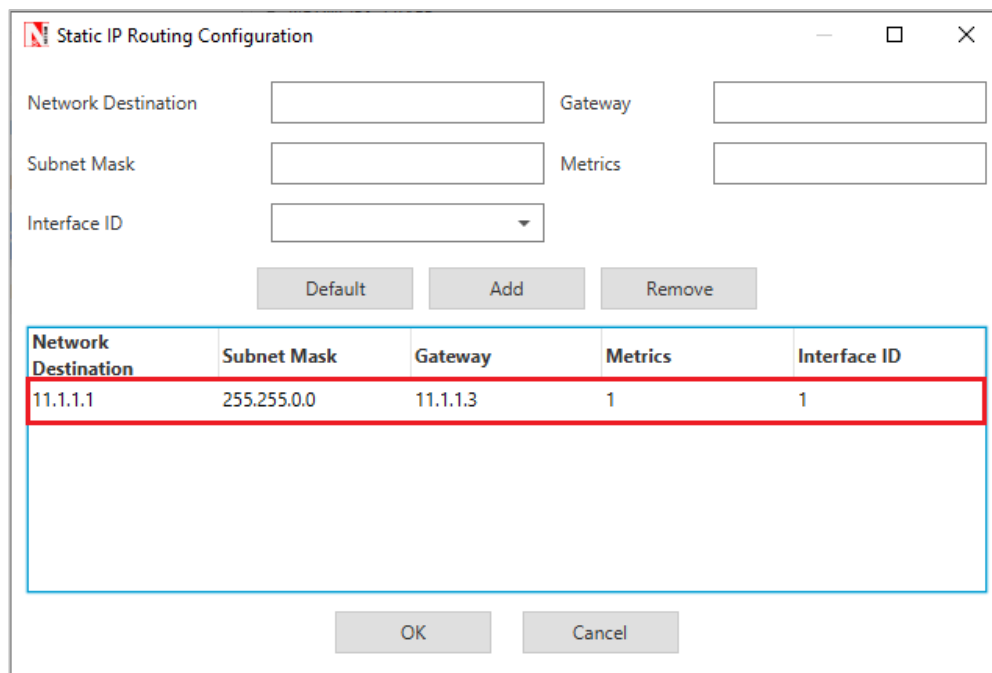 Static IP Routing Configuration
Network Destination
Gateway
Subnet Mask
Metrics
Interface ID
Default
Add
Remove
Network Destination
Subnet Mask
Gateway
Metrics
Interface ID
11.1.1.1
255.255.0.0
11.1.1.3
1
1
OK
Cancel